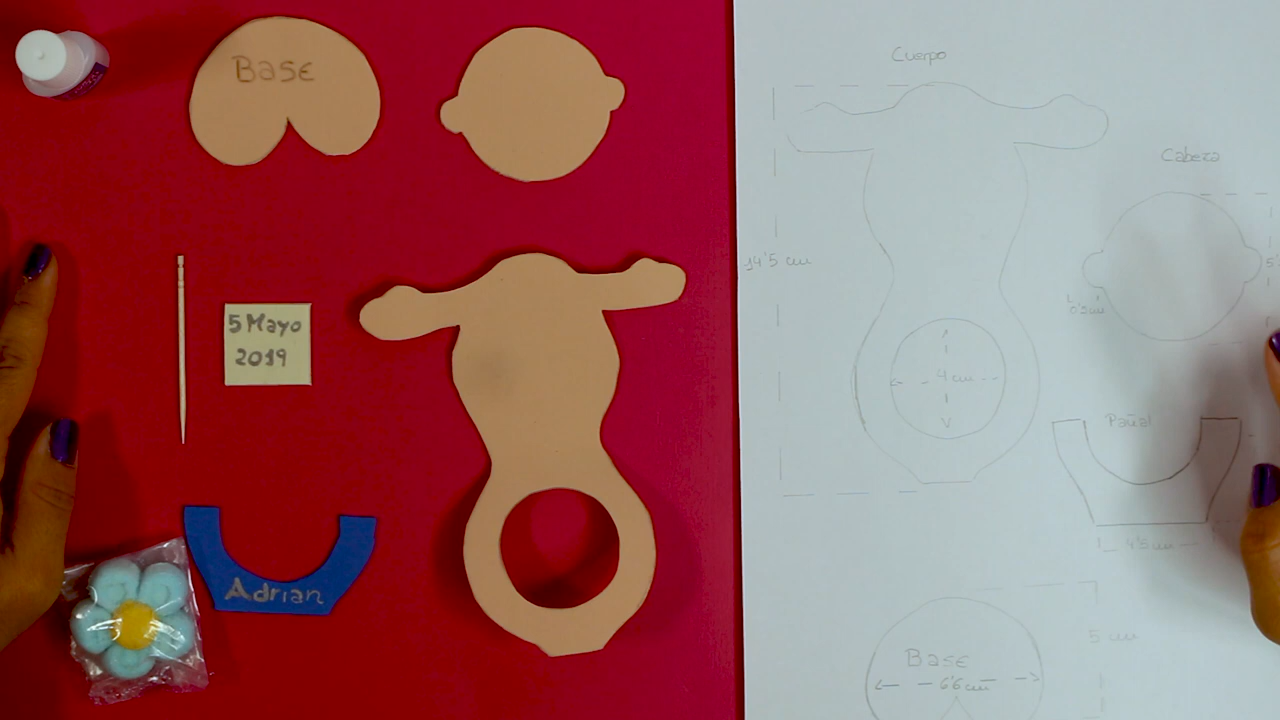 Base
5 Mayo
2019
Adrian
Cuerpo
14'5 cm
4 cm
Cabeza
0'5 cm
Pañal
4'5 cm
5 cm
Base
6'6 cm